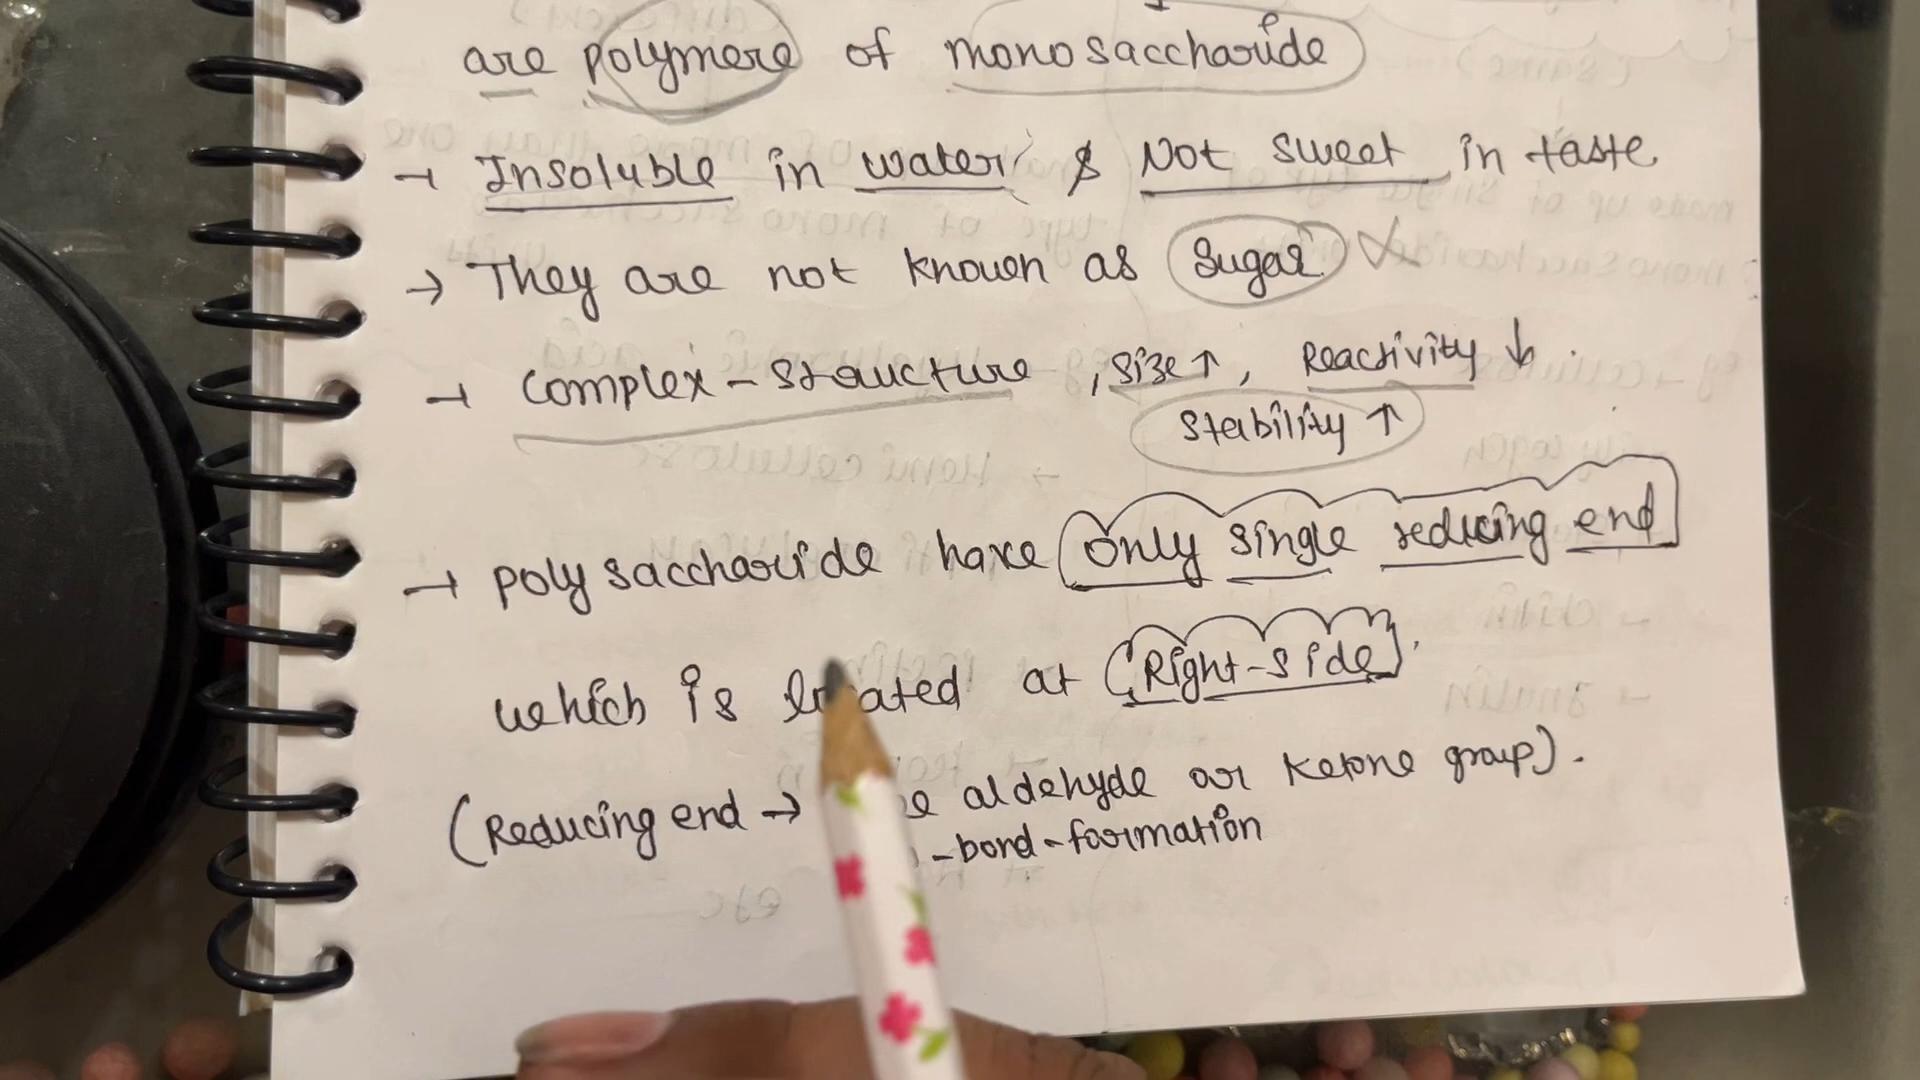 are polymere of monosaccharide
→ Insoluble in water & Not sweet in taste
→ They are not known as Sugar
→ complex - structure , size ↑ , Reactivity ↓ .
Stability ↑
→ polysaccharide have only single reducing end
which is located at (Right-side).
(Reducing end → aldehyde or Ketone group).
-bond-formation